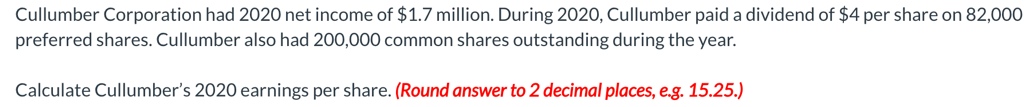 Cullumber Corporation had 2020 net income of $1.7 million. During 2020, Cullumber paid a dividend of $4 per share on 82,000
preferred shares. Cullumber also had 200,000 common shares outstanding during the year.
Calculate Cullumber’s 2020 earnings per share. (Round answer to 2 decimal places, e.g. 15.25.)